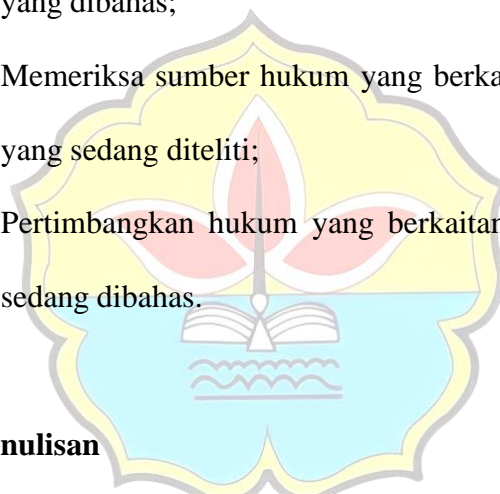 yang dibahas;
Memeriksa sumber hukum yang berka
yang sedang diteliti;
Pertimbangkan hukum yang berkaitan
sedang dibahas.
nulisan